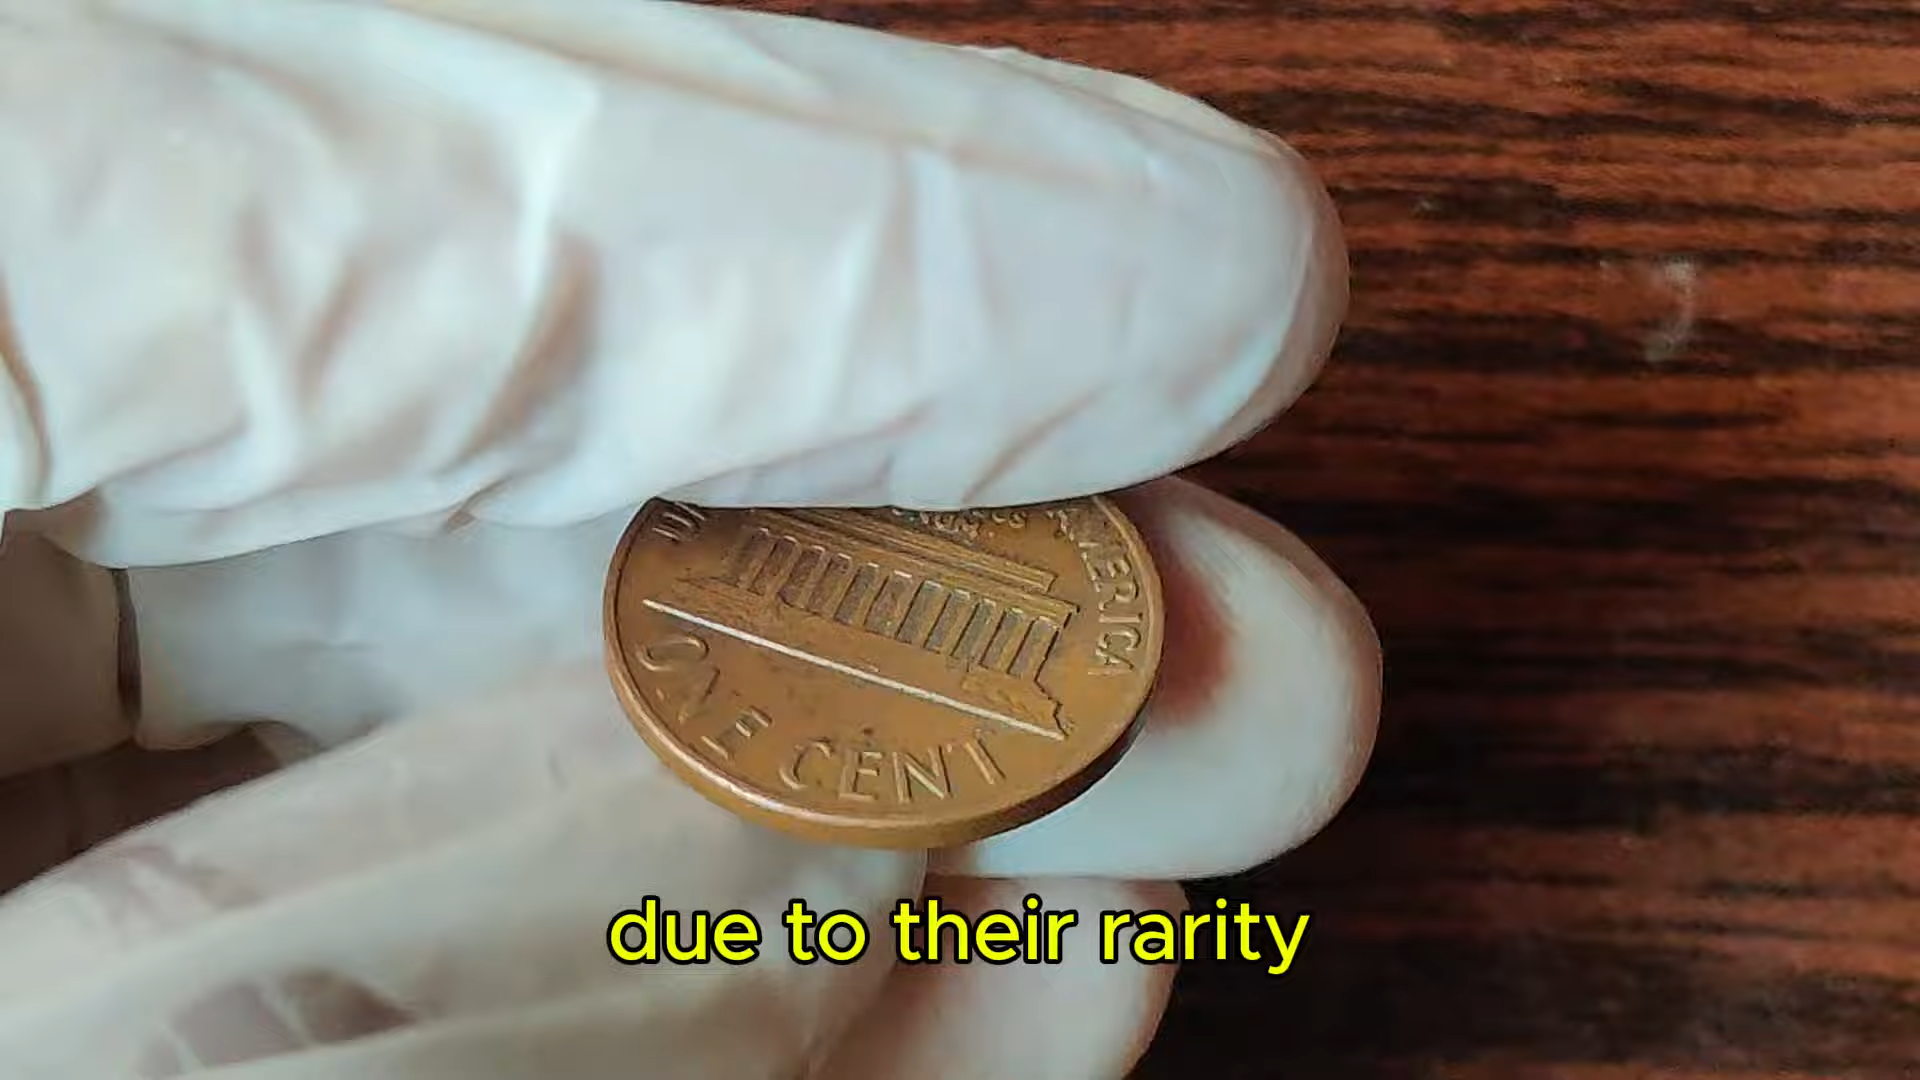 AMERICA
ONE CENT
due to their rarity